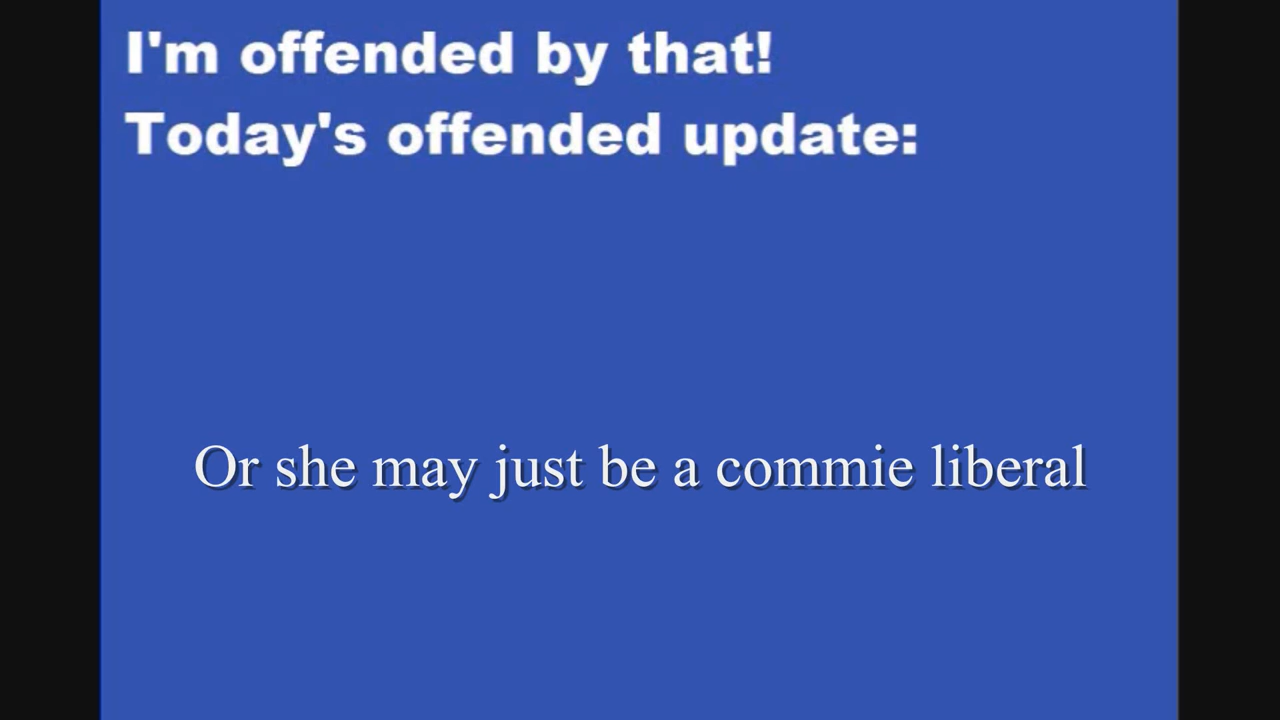 I'm offended by that!
Today's offended update:
Or she may just be a commie liberal